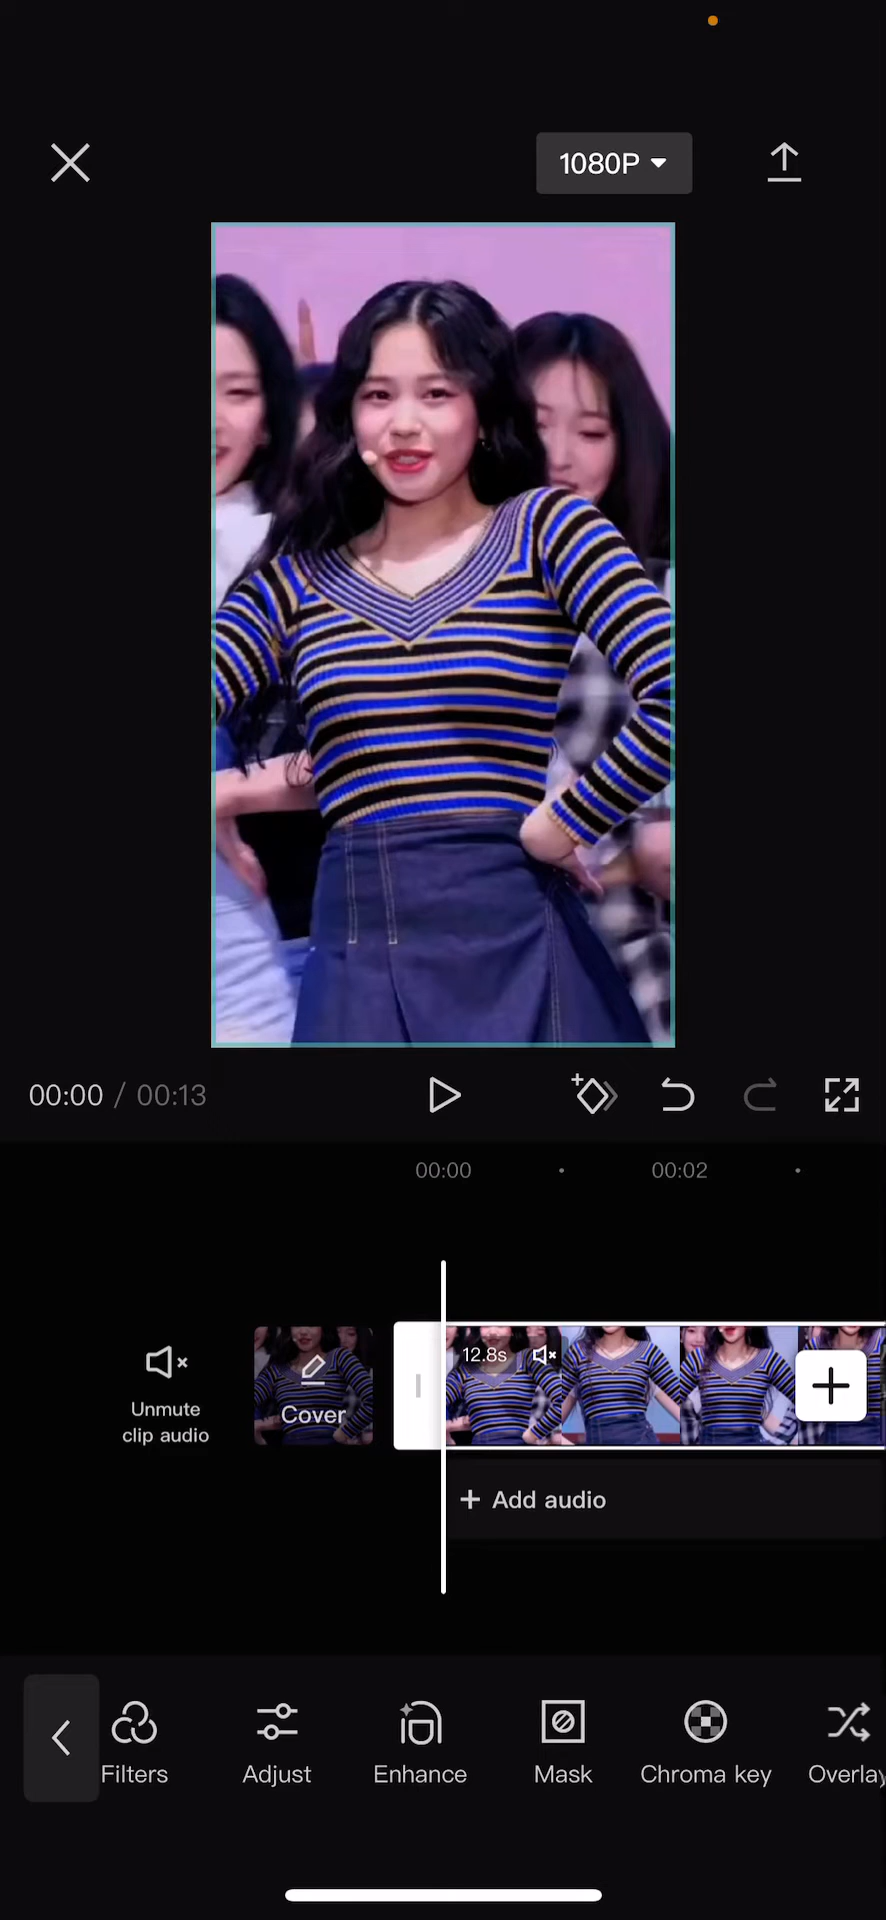 1080P
00:00 / 00:13
00:00
00:02
12.8s
Unmute
clip audio
Cover
+ Add audio
Filters
Adjust
Enhance
Mask
Chroma key
Overlay